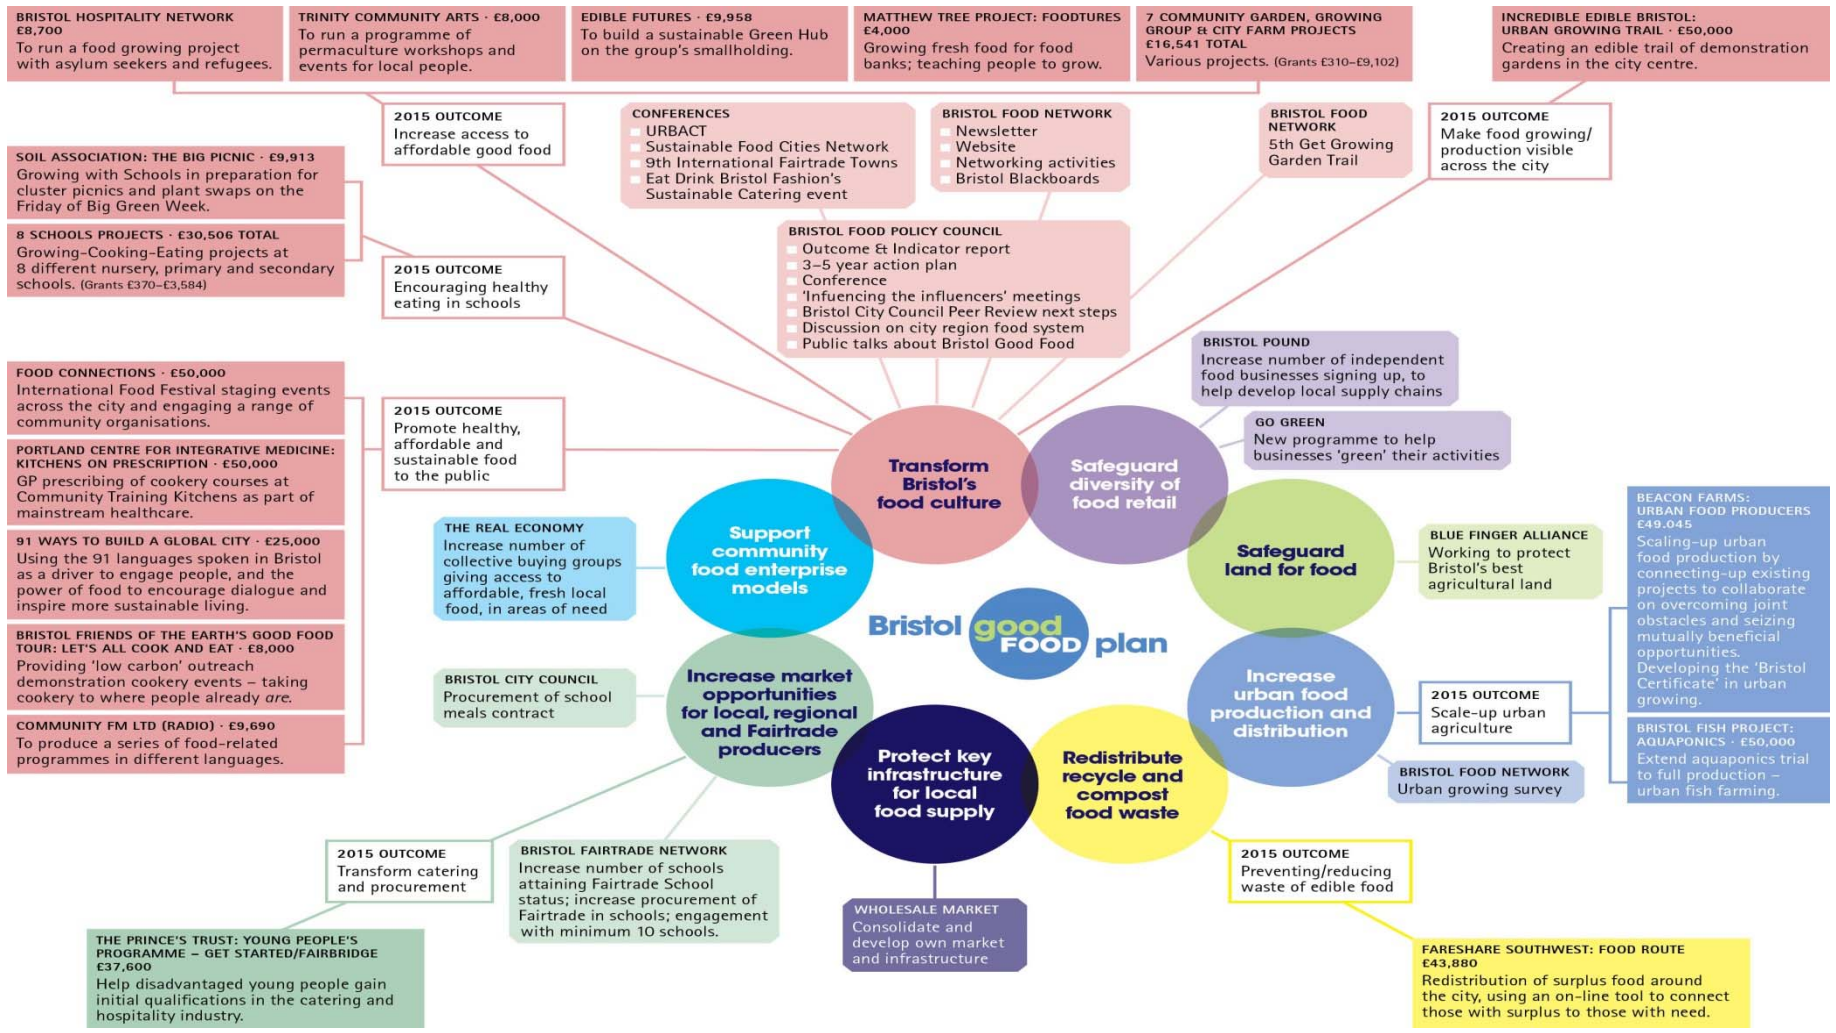 BRISTOL HOSPITALITY NETWORK
£8,700
To run a food growing project
with asylum seekers and refugees.
TRINITY COMMUNITY ARTS · £8,000
To run a programme of
permaculture workshops and
events for local people.
EDIBLE FUTURES · £9,958
To build a sustainable Green Hub
on the group's smallholding.
MATTHEW TREE PROJECT: FOODTURES
£4,000
Growing fresh food for food
banks; teaching people to grow.
7 COMMUNITY GARDEN, GROWING
GROUP & CITY FARM PROJECTS
£16,541 TOTAL
Various projects. (Grants £310–£9,102)
INCREDIBLE EDIBLE BRISTOL:
URBAN GROWING TRAIL · £50,000
Creating an edible trail of demonstration
gardens in the city centre.
2015 OUTCOME
Increase access to
affordable good food
CONFERENCES
URBACT
Sustainable Food Cities Network
9th International Fairtrade Towns
Eat Drink Bristol Fashion's
Sustainable Catering event
BRISTOL FOOD NETWORK
Newsletter
Website
Networking activities
Bristol Blackboards
BRISTOL FOOD
NETWORK
5th Get Growing
Garden Trail
2015 OUTCOME
Make food growing/
production visible
across the city
SOIL ASSOCIATION: THE BIG PICNIC · £9,913
Growing with Schools in preparation for
cluster picnics and plant swaps on the
Friday of Big Green Week.
8 SCHOOLS PROJECTS · £30,506 TOTAL
Growing-Cooking-Eating projects at
8 different nursery, primary and secondary
schools. (Grants £370–£3,584)
2015 OUTCOME
Encouraging healthy
eating in schools
BRISTOL FOOD POLICY COUNCIL
Outcome & Indicator report
3–5 year action plan
Conference
'Influencing the influencers' meetings
Bristol City Council Peer Review next steps
Discussion on city region food system
Public talks about Bristol Good Food
BRISTOL POUND
Increase number of independent
food businesses signing up, to
help develop local supply chains
GO GREEN
New programme to help
businesses 'green' their activities
FOOD CONNECTIONS · £50,000
International Food Festival staging events
across the city and engaging a range of
community organisations.
PORTLAND CENTRE FOR INTEGRATIVE MEDICINE:
KITCHENS ON PRESCRIPTION · £50,000
GP prescribing of cookery courses at
Community Training Kitchens as part of
mainstream healthcare.
91 WAYS TO BUILD A GLOBAL CITY · £25,000
Using the 91 languages spoken in Bristol
as a driver to engage people, and the
power of food to encourage dialogue and
inspire more sustainable living.
BRISTOL FRIENDS OF THE EARTH'S GOOD FOOD
TOUR: LET'S ALL COOK AND EAT · £8,000
Providing 'low carbon' outreach
demonstration cookery events – taking
cookery to where people already are.
COMMUNITY FM LTD (RADIO) · £9,690
To produce a series of food-related
programmes in different languages.
2015 OUTCOME
Promote healthy,
affordable and
sustainable food
to the public
Transform
Bristol's
food culture
Safeguard
diversity of
food retail
THE REAL ECONOMY
Increase number of
collective buying groups
giving access to
affordable, fresh local
food, in areas of need
Support
community
food enterprise
models
Safeguard
land for food
BLUE FINGER ALLIANCE
Working to protect
Bristol's best
agricultural land
BEACON FARMS:
URBAN FOOD PRODUCERS
£49.045
Scaling-up urban
food production by
connecting-up existing
projects to collaborate
on overcoming joint
obstacles and seizing
mutually beneficial
opportunities.
Developing the 'Bristol
Certificate' in urban
growing.
Bristol good FOOD plan
BRISTOL CITY COUNCIL
Procurement of school
meals contract
Increase market
opportunities
for local, regional
and Fairtrade
producers
Increase
urban food
production and
distribution
2015 OUTCOME
Scale-up urban
agriculture
BRISTOL FISH PROJECT:
AQUAPONICS · £50,000
Extend aquaponics trial
to full production –
urban fish farming.
BRISTOL FOOD NETWORK
Urban growing survey
Protect key
infrastructure
for local
food supply
Redistribute
recycle and
compost
food waste
2015 OUTCOME
Transform catering
and procurement
BRISTOL FAIRTRADE NETWORK
Increase number of schools
attaining Fairtrade School
status; increase procurement of
Fairtrade in schools; engagement
with minimum 10 schools.
2015 OUTCOME
Preventing/reducing
waste of edible food
WHOLESALE MARKET
Consolidate and
develop own market
and infrastructure
THE PRINCE'S TRUST: YOUNG PEOPLE'S
PROGRAMME – GET STARTED/FAIRBRIDGE
£37,600
Help disadvantaged young people gain
initial qualifications in the catering and
hospitality industry.
FARESHARE SOUTHWEST: FOOD ROUTE
£43,880
Redistribution of surplus food around
the city, using an on-line tool to connect
those with surplus to those with need.